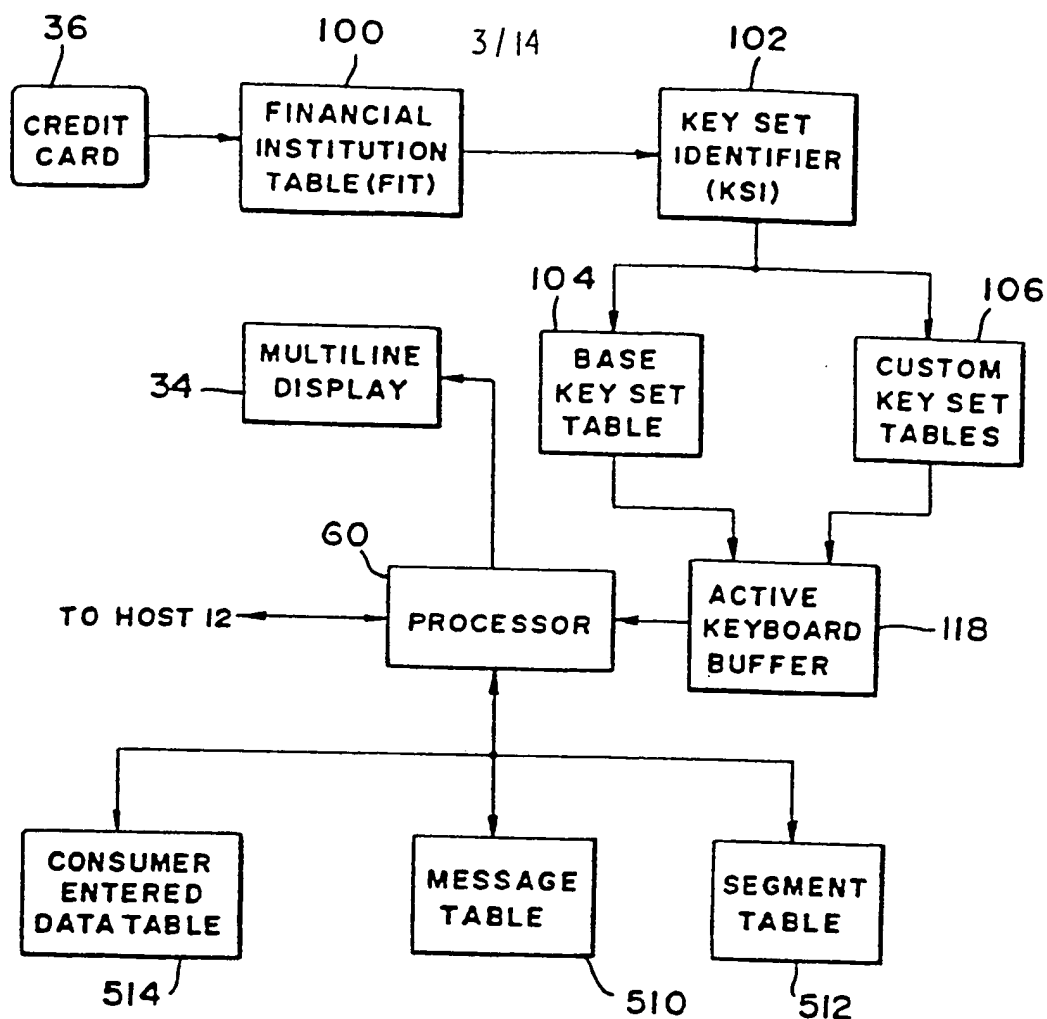 36
100
3/14
102
CREDIT
CARD
FINANCIAL
INSTITUTION
TABLE (FIT)
KEY SET
IDENTIFIER
(KSI)
104
106
MULTILINE
DISPLAY
34
BASE
KEY SET
TABLE
CUSTOM
KEY SET
TABLES
60
TO HOST 12
PROCESSOR
ACTIVE
KEYBOARD
BUFFER
118
CONSUMER
ENTERED
DATA TABLE
MESSAGE
TABLE
SEGMENT
TABLE
514
510
512